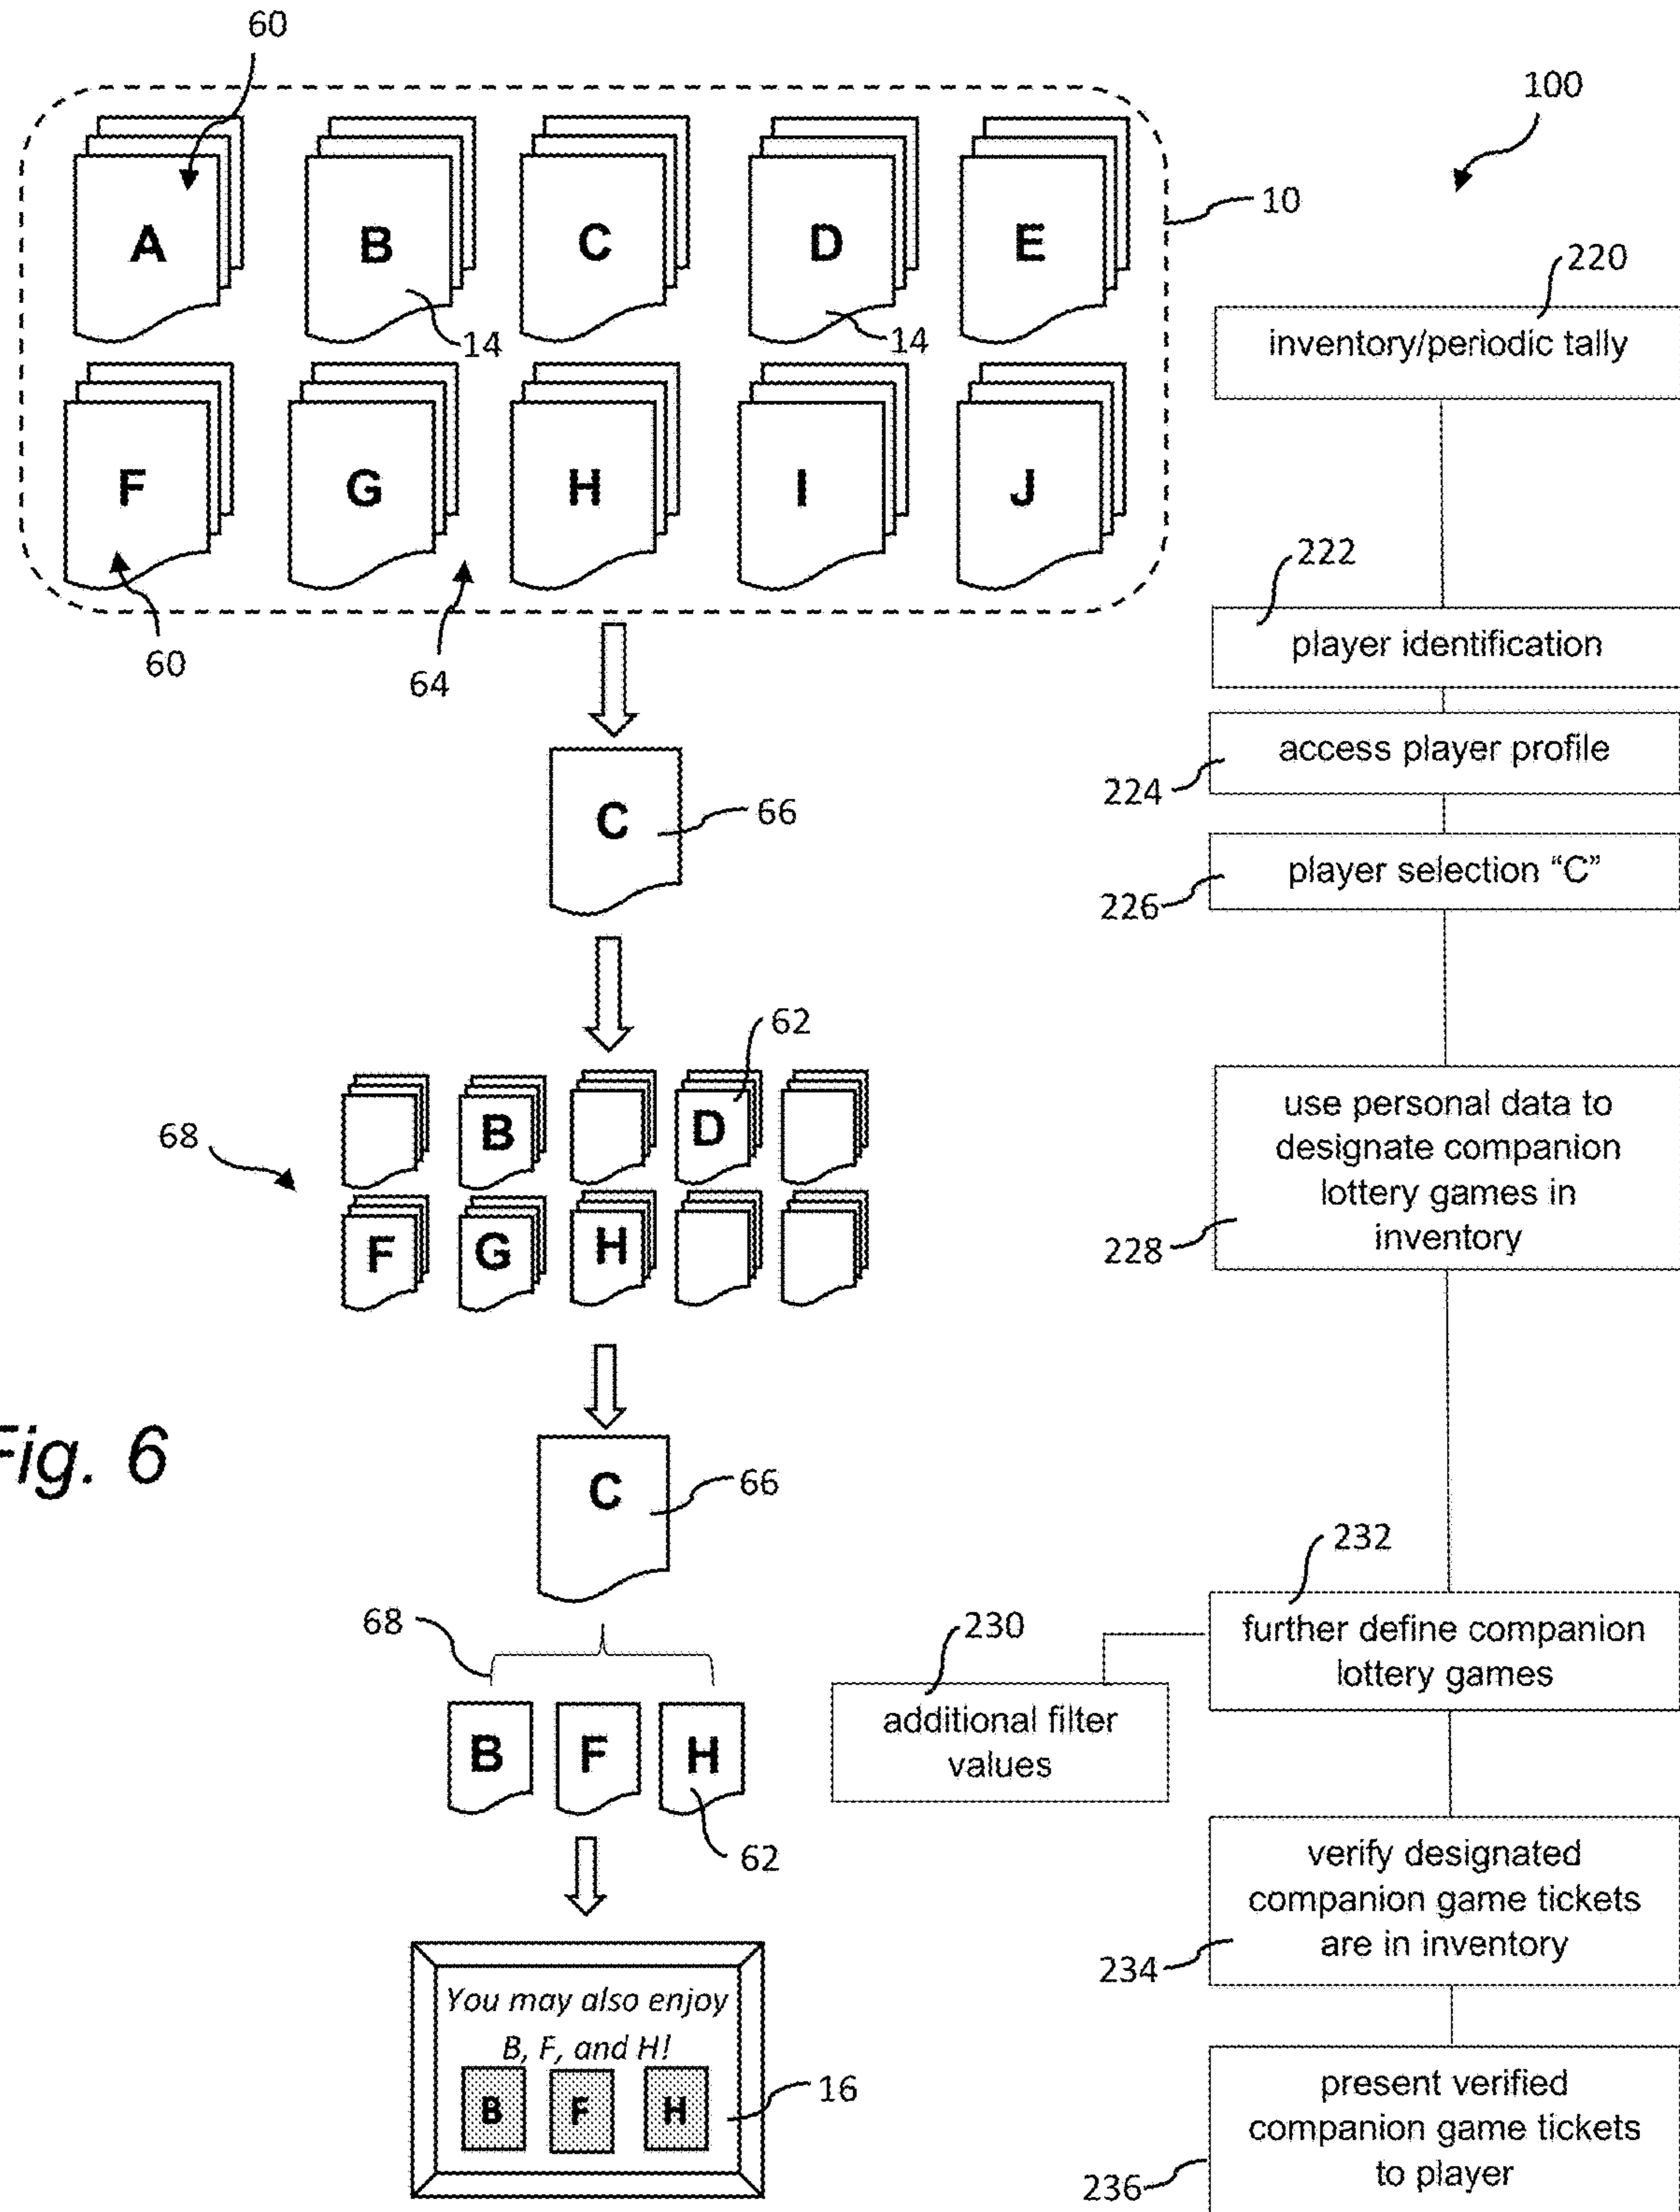 60
100
A
B
C
D
E
10
14
14
220
inventory/periodic tally
F
G
H
I
J
60
64
222
player identification
access player profile
224
C
66
player selection “C”
226
62
68
B
D
F
G
H
use personal data to
designate companion
lottery games in
inventory
228
Fig. 6
C
66
232
68
230
further define companion
lottery games
additional filter
values
B
F
H
62
verify designated
companion game tickets
are in inventory
234
You may also enjoy
B, F, and H!
B
F
H
16
present verified
companion game tickets
to player
236